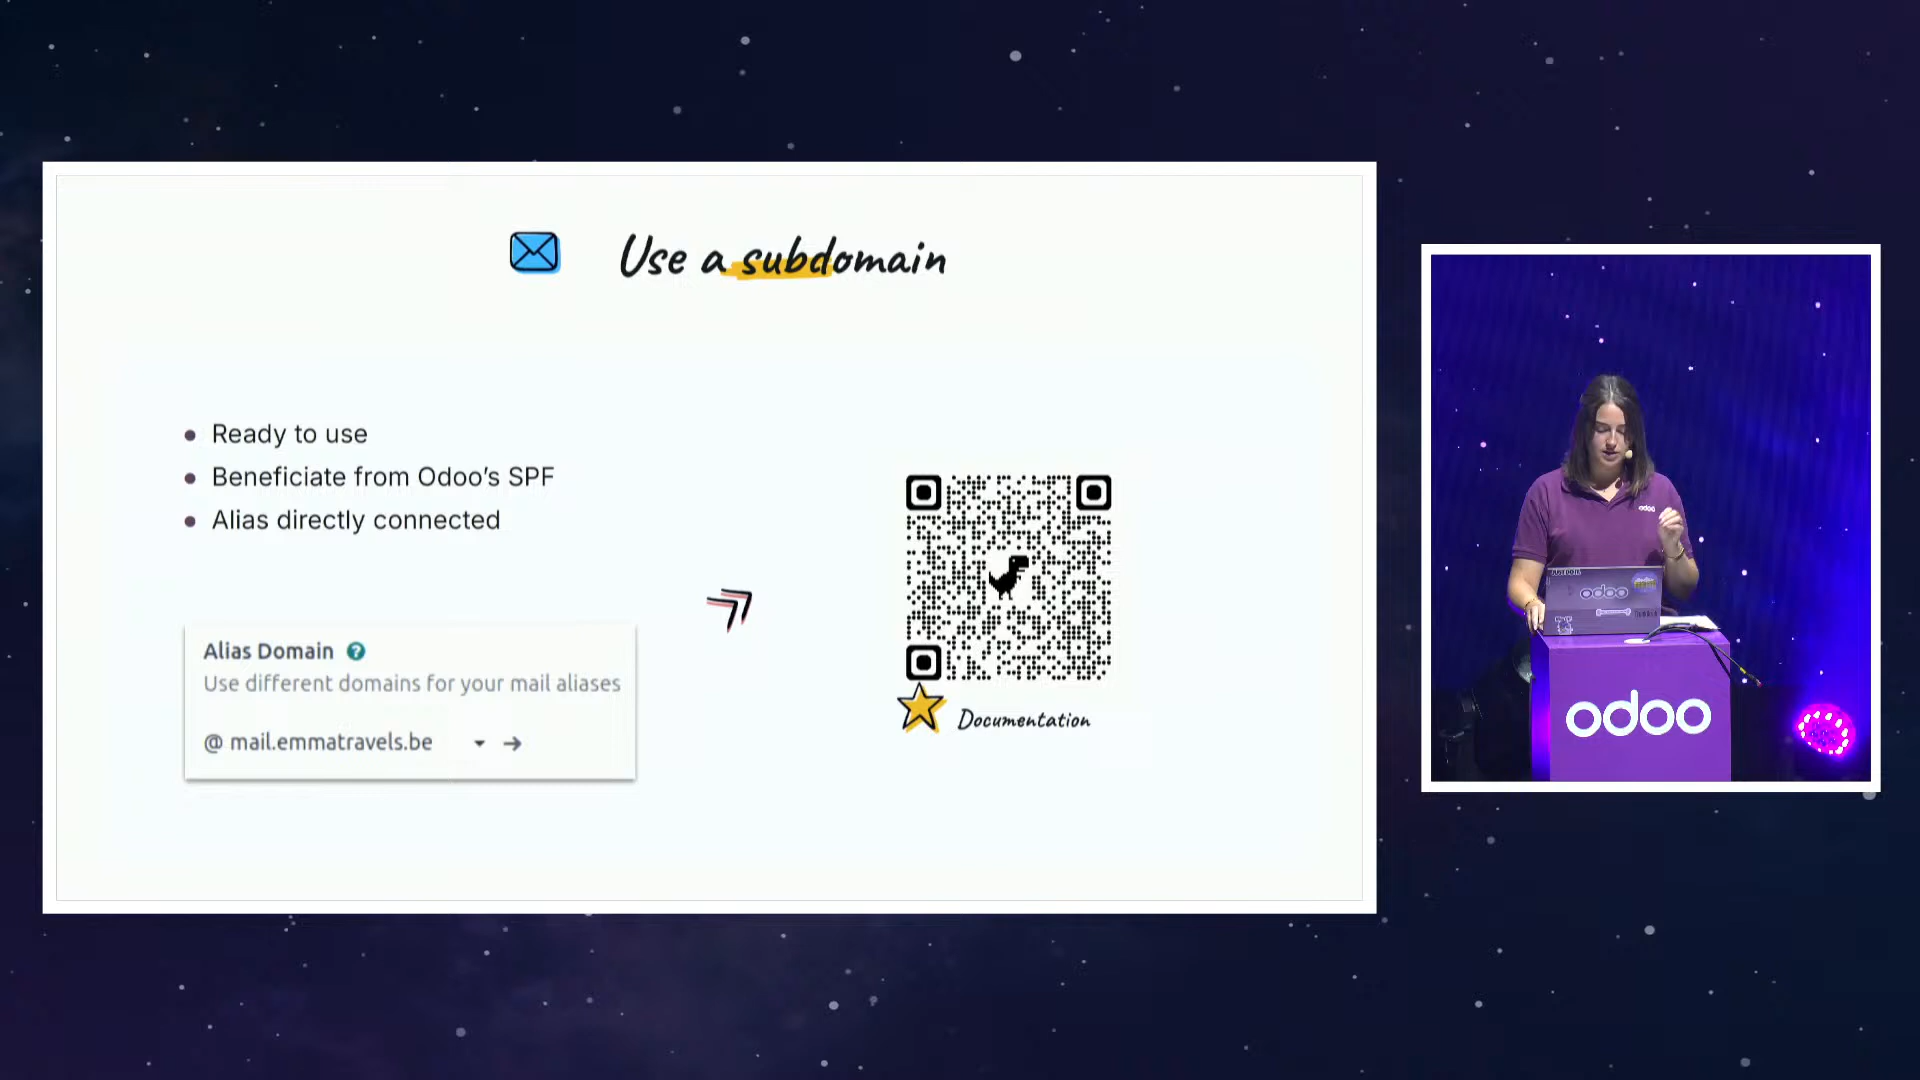 Use a subdomain
Ready to use
Beneficiate from Odoo's SPF
Alias directly connected
Alias Domain ?
Use different domains for your mail aliases
@ mail.emmatravels.be
Documentation
odoo
odoo
odoo